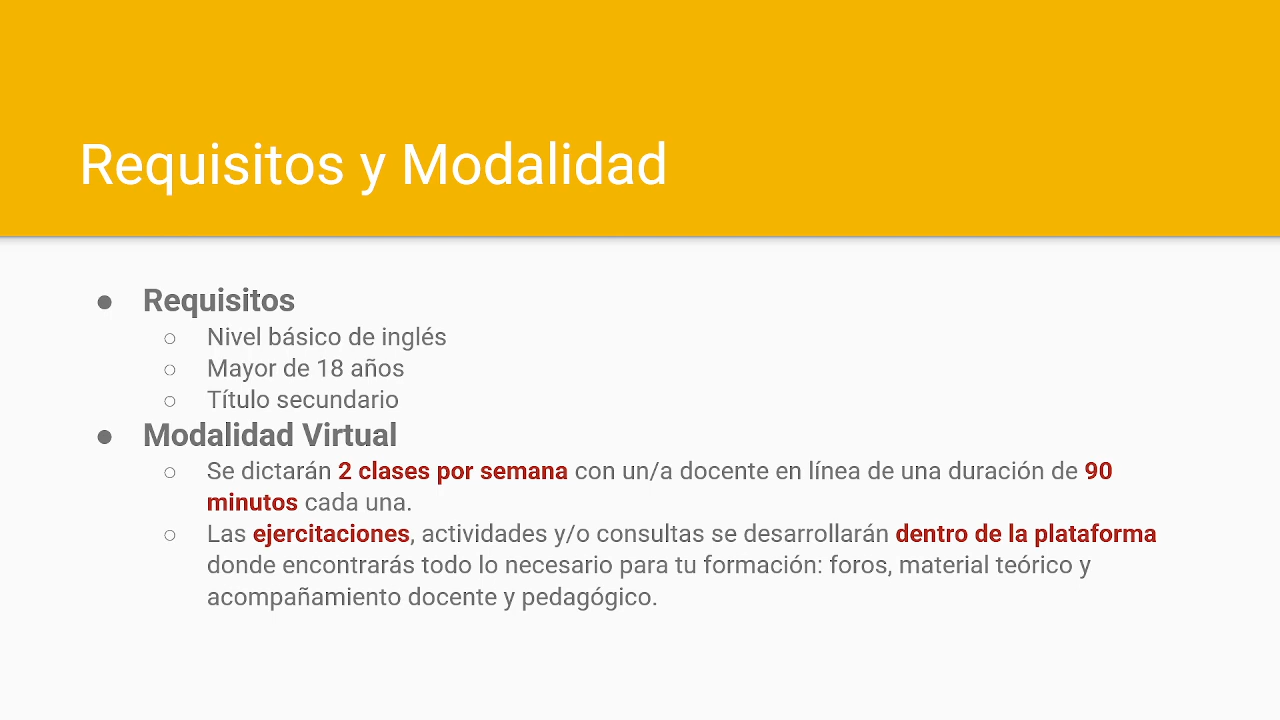 Requisitos y Modalidad
● Requisitos
○ Nivel básico de inglés
○ Mayor de 18 años
○ Título secundario
● Modalidad Virtual
○ Se dictarán 2 clases por semana con un/a docente en línea de una duración de 90
minutos cada una.
○ Las ejercitaciones, actividades y/o consultas se desarrollarán dentro de la plataforma
donde encontrarás todo lo necesario para tu formación: foros, material teórico y
acompañamiento docente y pedagógico.